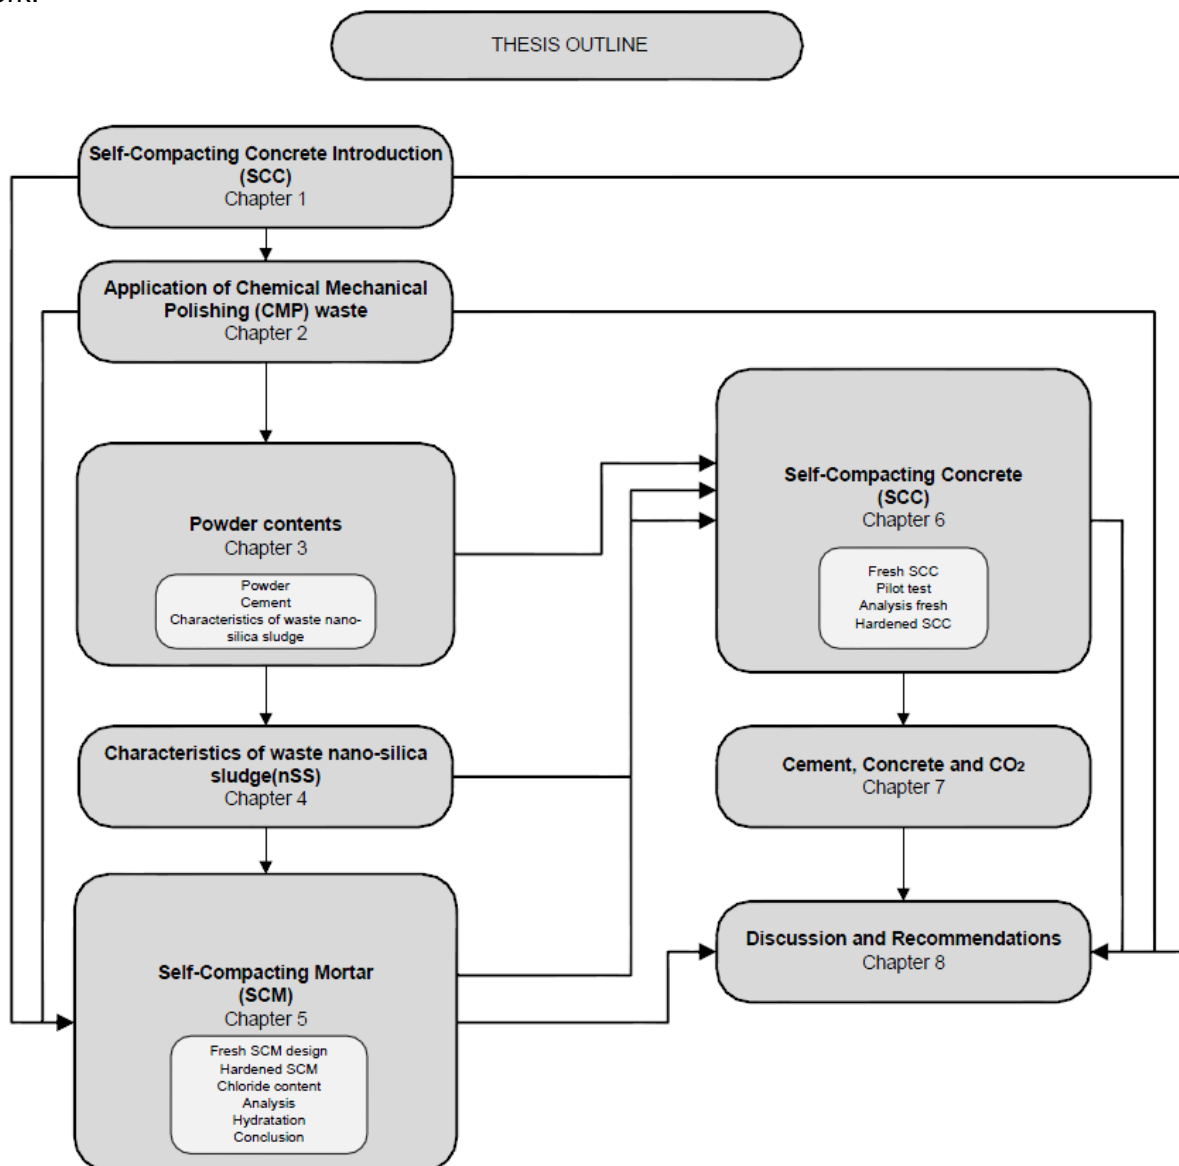 THESIS OUTLINE
Self-Compacting Concrete Introduction
(SCC)
Chapter 1
Application of Chemical Mechanical
Polishing (CMP) waste
Chapter 2
Powder contents
Chapter 3
Powder
Cement
Characteristics of waste nano-
silica sludge
Characteristics of waste nano-silica
sludge(nSS)
Chapter 4
Self-Compacting Mortar
(SCM)
Chapter 5
Fresh SCM design
Hardened SCM
Chloride content
Analysis
Hydratation
Conclusion
Self-Compacting Concrete
(SCC)
Chapter 6
Fresh SCC
Pilot test
Analysis fresh
Hardened SCC
Cement, Concrete and CO₂
Chapter 7
Discussion and Recommendations
Chapter 8